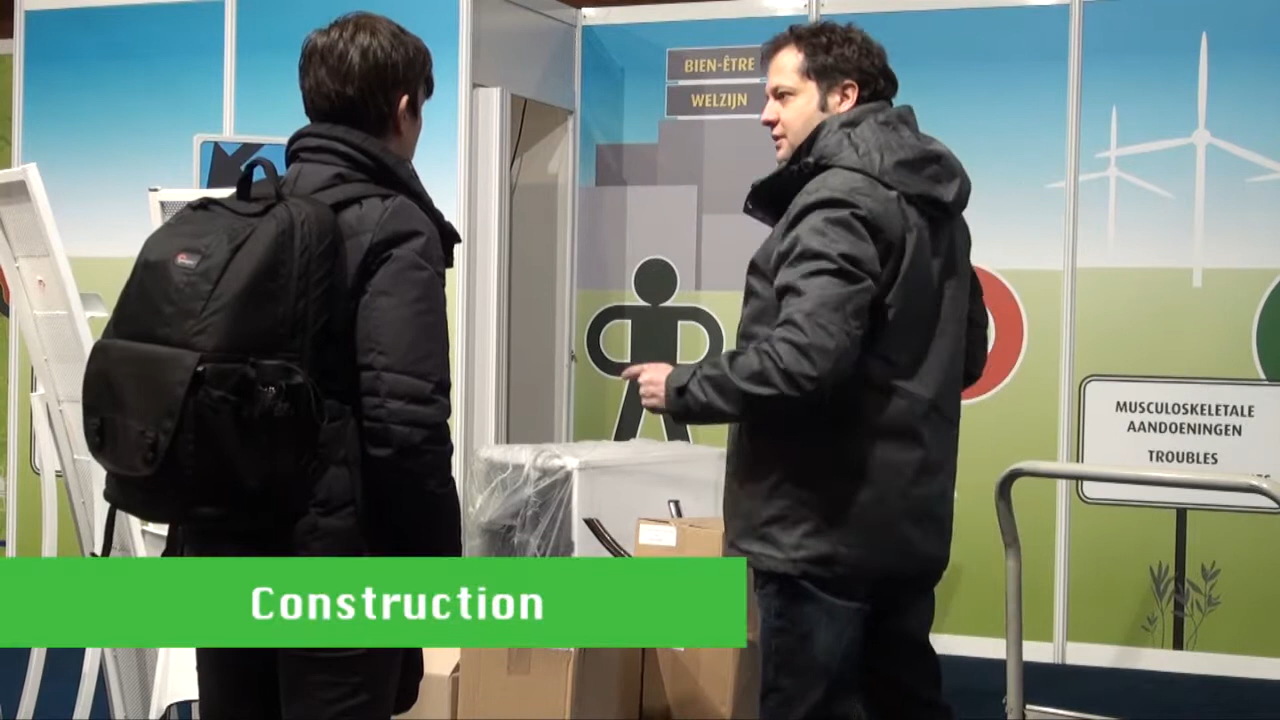 BIEN-ÊTRE
WELZIJN
MUSCULOSKELETALE
AANDOENINGEN
TROUBLES
Construction